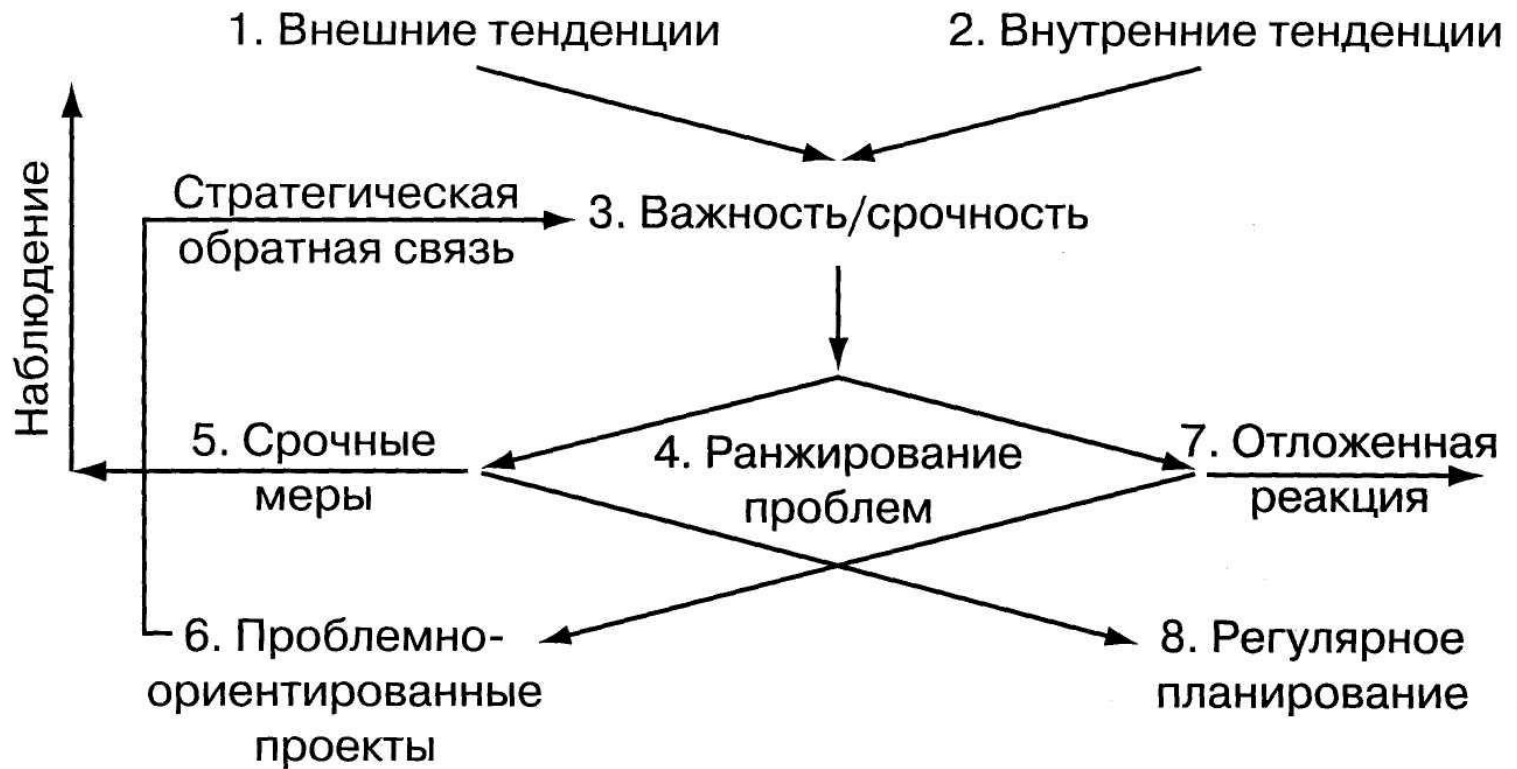 1. Внешние тенденции
2. Внутренние тенденции
Наблюдение
Стратегическая
обратная связь
3. Важность/срочность
5. Срочные
меры
4. Ранжирование
проблем
7. Отложенная
реакция
6. Проблемно-
ориентированные
проекты
8. Регулярное
планирование